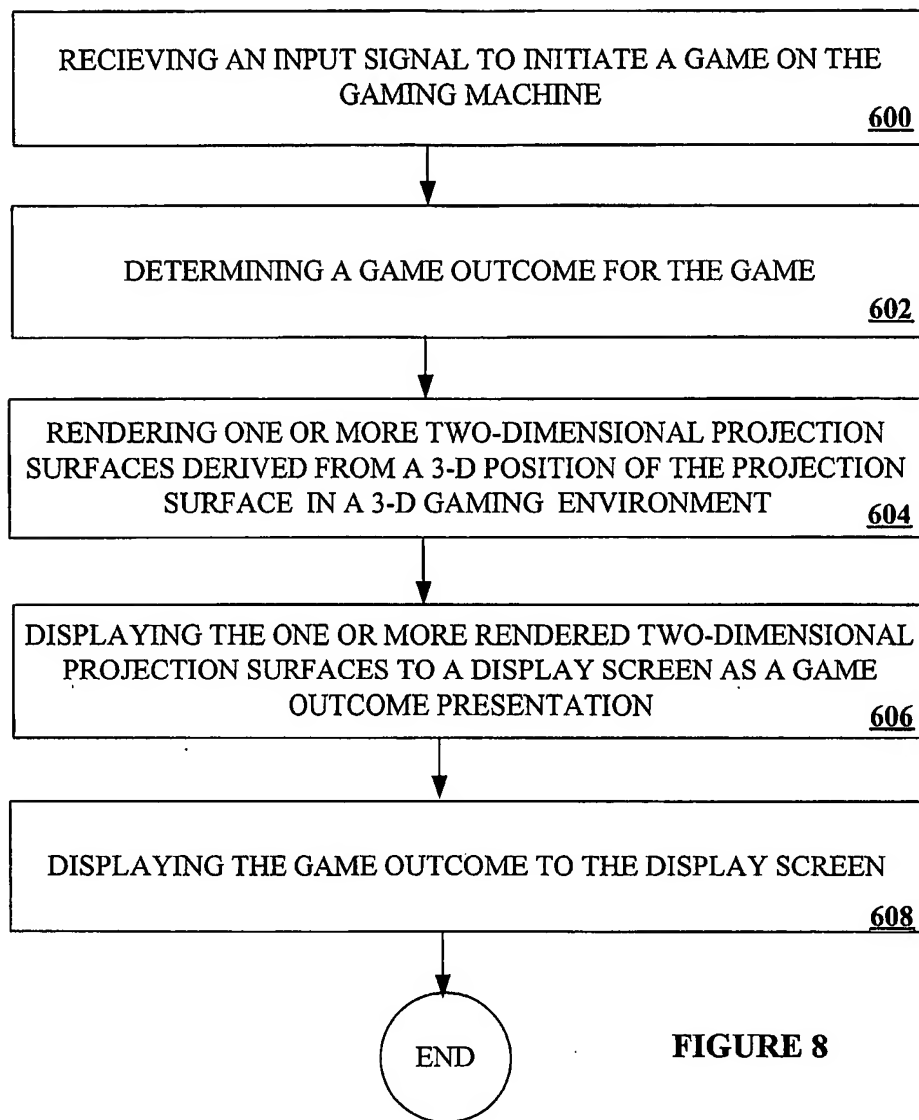 RECIEVING AN INPUT SIGNAL TO INITIATE A GAME ON THE
GAMING MACHINE
600
DETERMINING A GAME OUTCOME FOR THE GAME
602
RENDERING ONE OR MORE TWO-DIMENSIONAL PROJECTION
SURFACES DERIVED FROM A 3-D POSITION OF THE PROJECTION
SURFACE IN A 3-D GAMING ENVIRONMENT
604
DISPLAYING THE ONE OR MORE RENDERED TWO-DIMENSIONAL
PROJECTION SURFACES TO A DISPLAY SCREEN AS A GAME
OUTCOME PRESENTATION
606
DISPLAYING THE GAME OUTCOME TO THE DISPLAY SCREEN
608
END
FIGURE 8